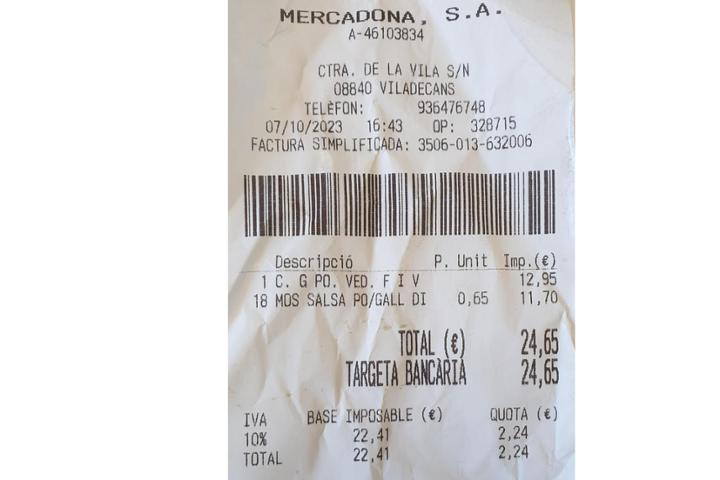 MERCADONA, S.A.
A-46103834
CTRA. DE LA VILA S/N
08840 VILADECANS
TELÈFON: 936476748
07/10/2023 16:43 OP: 328715
FACTURA SIMPLIFICADA: 3506-013-632006
Descripció P. Unit Imp.(€)
1 C. G PO. VED. F I V 12,95
18 MOS SALSA PO/GALL DI 0,65 11,70
TOTAL (€) 24,65
TARGETA BANCÀRIA 24,65
IVA BASE IMPOSABLE (€) QUOTA (€)
10% 22,41 2,24
TOTAL 22,41 2,24